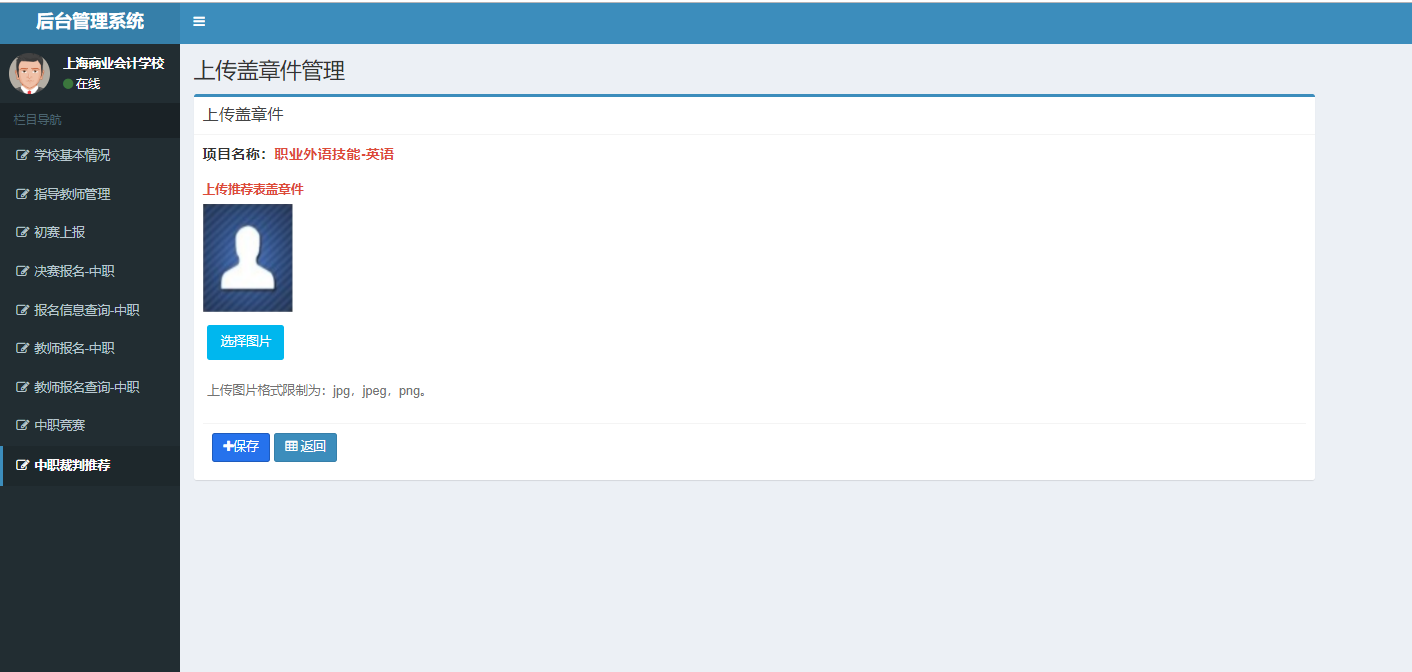 后台管理系统
上海商业会计学校
在线
栏目导航
学校基本情况
指导教师管理
初赛上报
决赛报名-中职
报名信息查询-中职
教师报名-中职
教师报名查询-中职
中职竞赛
中职裁判推荐
上传盖章件管理
上传盖章件
项目名称：职业外语技能-英语
上传推荐表盖章件
选择图片
上传图片格式限制为：jpg，jpeg，png。
保存 返回